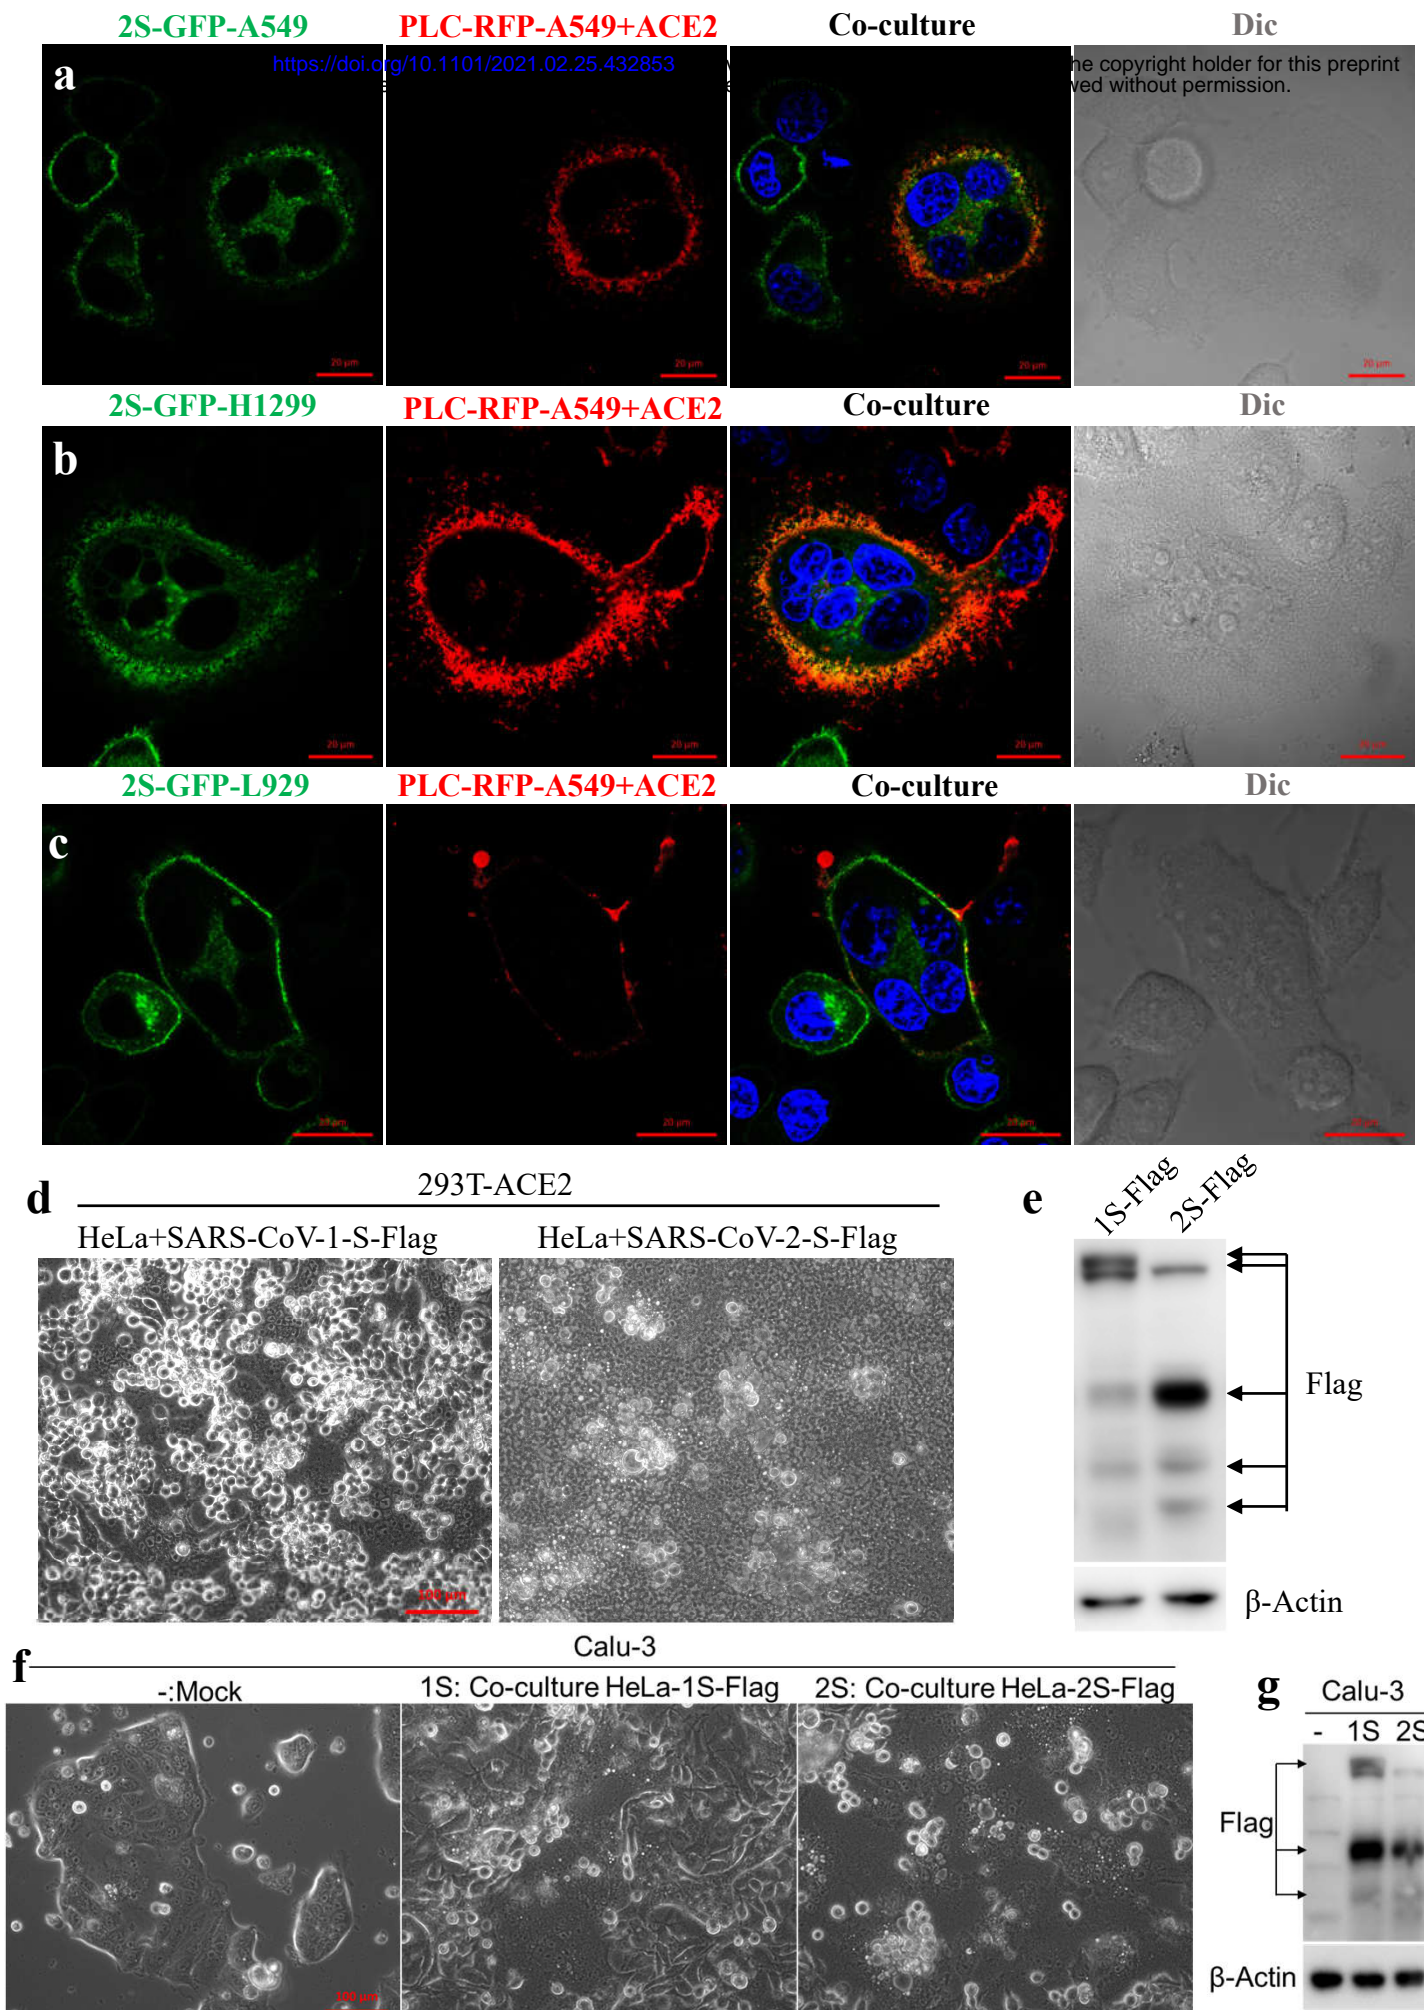 2S-GFP-A549 PLC-RFP-A549+ACE2 Co-culture Dic
a
https://doi.org/10.1101/2021.02.25.432853 he copyright holder for this preprint
wed without permission.
20 µm 20 µm 20 µm 20 µm
2S-GFP-H1299 PLC-RFP-A549+ACE2 Co-culture Dic
b
20 µm 20 µm 20 µm
2S-GFP-L929 PLC-RFP-A549+ACE2 Co-culture Dic
c
20 µm 20 µm
d 293T-ACE2
HeLa+SARS-CoV-1-S-Flag HeLa+SARS-CoV-2-S-Flag
100 µm
e 1S-Flag 2S-Flag
Flag
β-Actin
f Calu-3
-:Mock 1S: Co-culture HeLa-1S-Flag 2S: Co-culture HeLa-2S-Flag
100 µm
g Calu-3
- 1S 2S
Flag
β-Actin